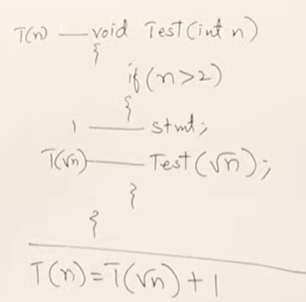 T(n) — void Test(int n)
{
if(n>2)
{
1 — stmt;
T(√n) — Test(√n);
}
}
T(n)=T(√n)+1